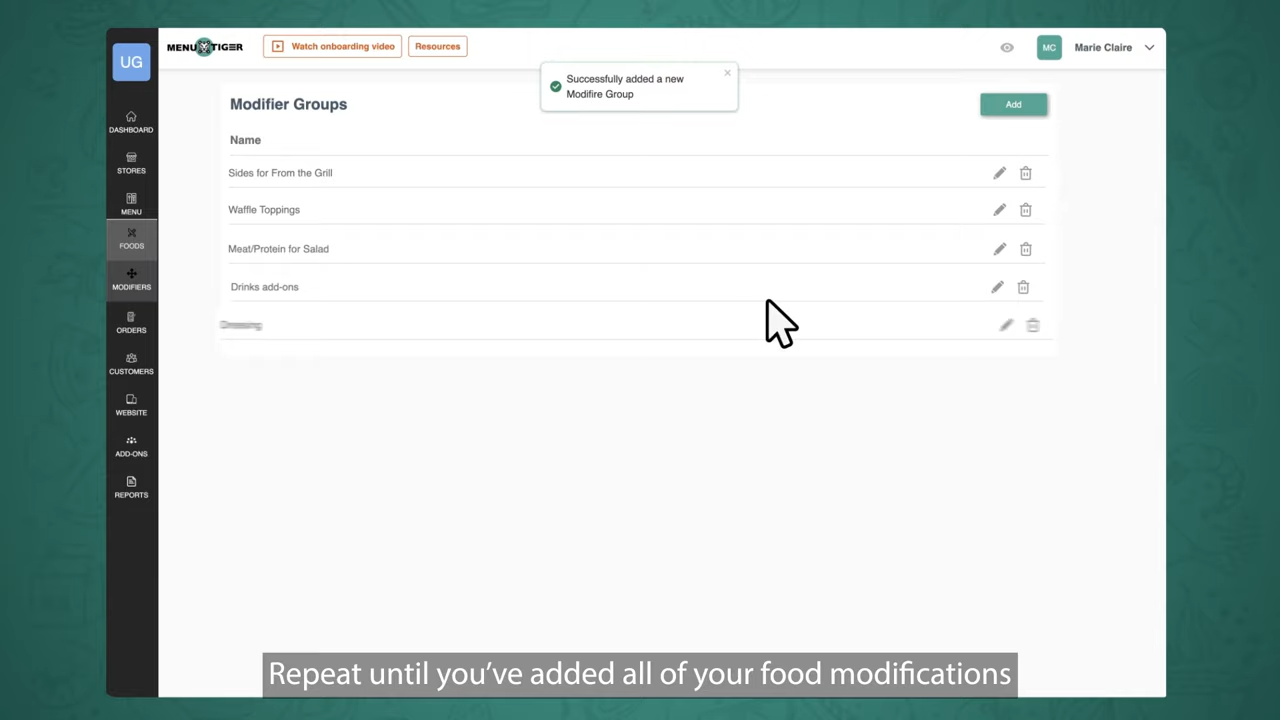 UG
MENU TIGER
Watch onboarding video
Resources
MC
Marie Claire
Successfully added a new
Modifire Group
Modifier Groups
Add
Name
Sides for From the Grill
Waffle Toppings
Meat/Protein for Salad
Drinks add-ons
Dressing
DASHBOARD
STORES
MENU
FOODS
MODIFIERS
ORDERS
CUSTOMERS
WEBSITE
ADD-ONS
REPORTS
Repeat until you’ve added all of your food modifications